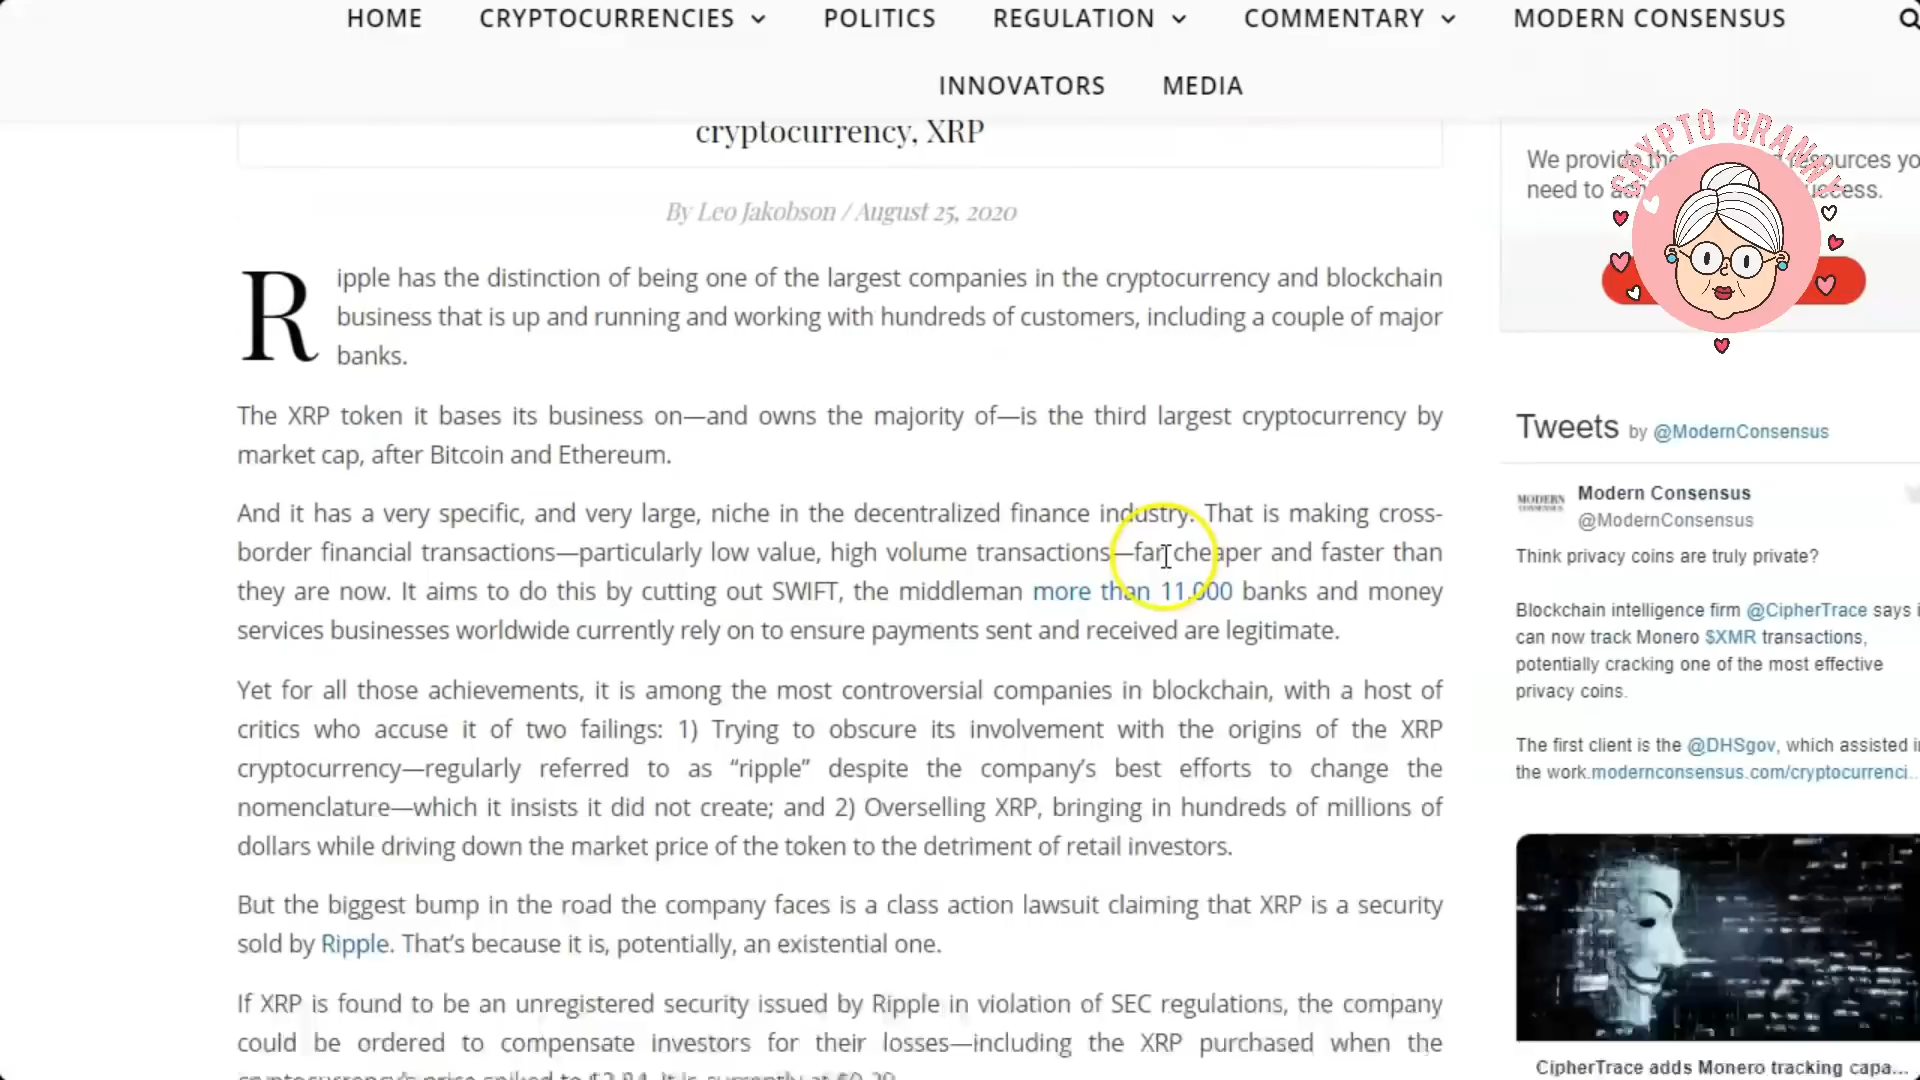 HOME CRYPTOCURRENCIES POLITICS REGULATION COMMENTARY MODERN CONSENSUS
INNOVATORS MEDIA
cryptocurrency, XRP
By Leo Jakobson / August 25, 2020
Ripple has the distinction of being one of the largest companies in the cryptocurrency and blockchain
business that is up and running and working with hundreds of customers, including a couple of major
banks.
The XRP token it bases its business on—and owns the majority of—is the third largest cryptocurrency by
market cap, after Bitcoin and Ethereum.
And it has a very specific, and very large, niche in the decentralized finance industry. That is making cross-
border financial transactions—particularly low value, high volume transactions—far cheaper and faster than
they are now. It aims to do this by cutting out SWIFT, the middleman more than 11,000 banks and money
services businesses worldwide currently rely on to ensure payments sent and received are legitimate.
Yet for all those achievements, it is among the most controversial companies in blockchain, with a host of
critics who accuse it of two failings: 1) Trying to obscure its involvement with the origins of the XRP
cryptocurrency—regularly referred to as “ripple” despite the company’s best efforts to change the
nomenclature—which it insists it did not create; and 2) Overselling XRP, bringing in hundreds of millions of
dollars while driving down the market price of the token to the detriment of retail investors.
But the biggest bump in the road the company faces is a class action lawsuit claiming that XRP is a security
sold by Ripple. That’s because it is, potentially, an existential one.
If XRP is found to be an unregistered security issued by Ripple in violation of SEC regulations, the company
could be ordered to compensate investors for their losses—including the XRP purchased when the
CRYPTO GRANNY
We provide the
need to
Tweets by @ModernConsensus
MODERN CONSENSUS
Modern Consensus
@ModernConsensus
Think privacy coins are truly private?
Blockchain intelligence firm @CipherTrace says
can now track Monero $XMR transactions,
potentially cracking one of the most effective
privacy coins.
The first client is the @DHSgov, which assisted in
the work.modernconsensus.com/cryptocurrenci...
CipherTrace adds Monero tracking capa...